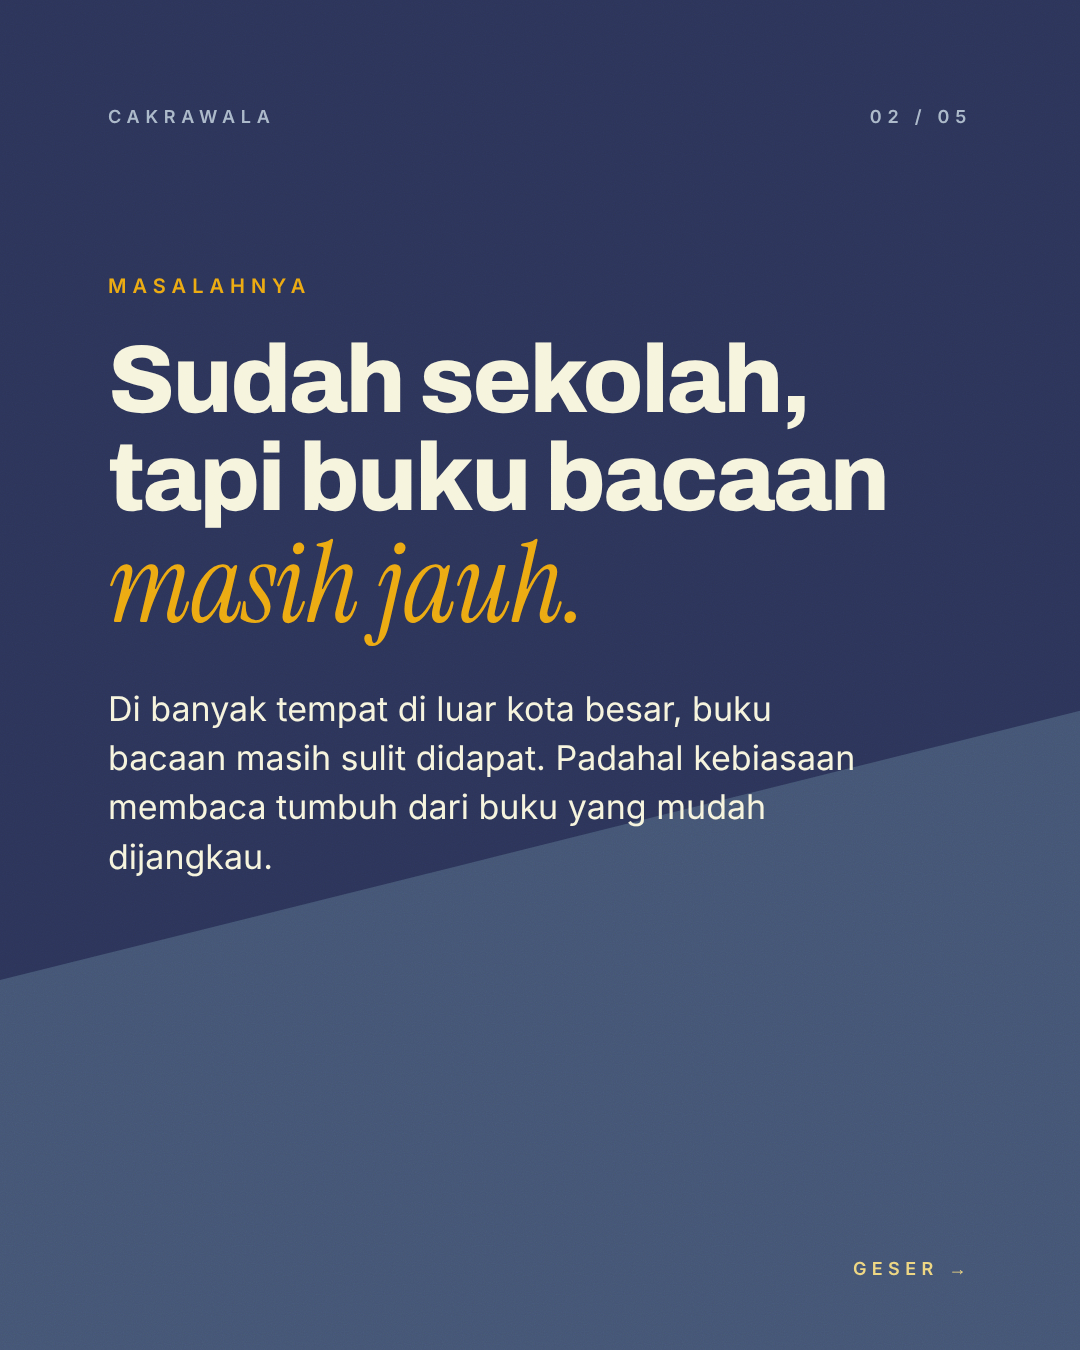 CAKRAWALA
02 / 05
MASALAHNYA
Sudah sekolah,
tapi buku bacaan
masih jauh.
Di banyak tempat di luar kota besar, buku
bacaan masih sulit didapat. Padahal kebiasaan
membaca tumbuh dari buku yang mudah
dijangkau.
GESER →